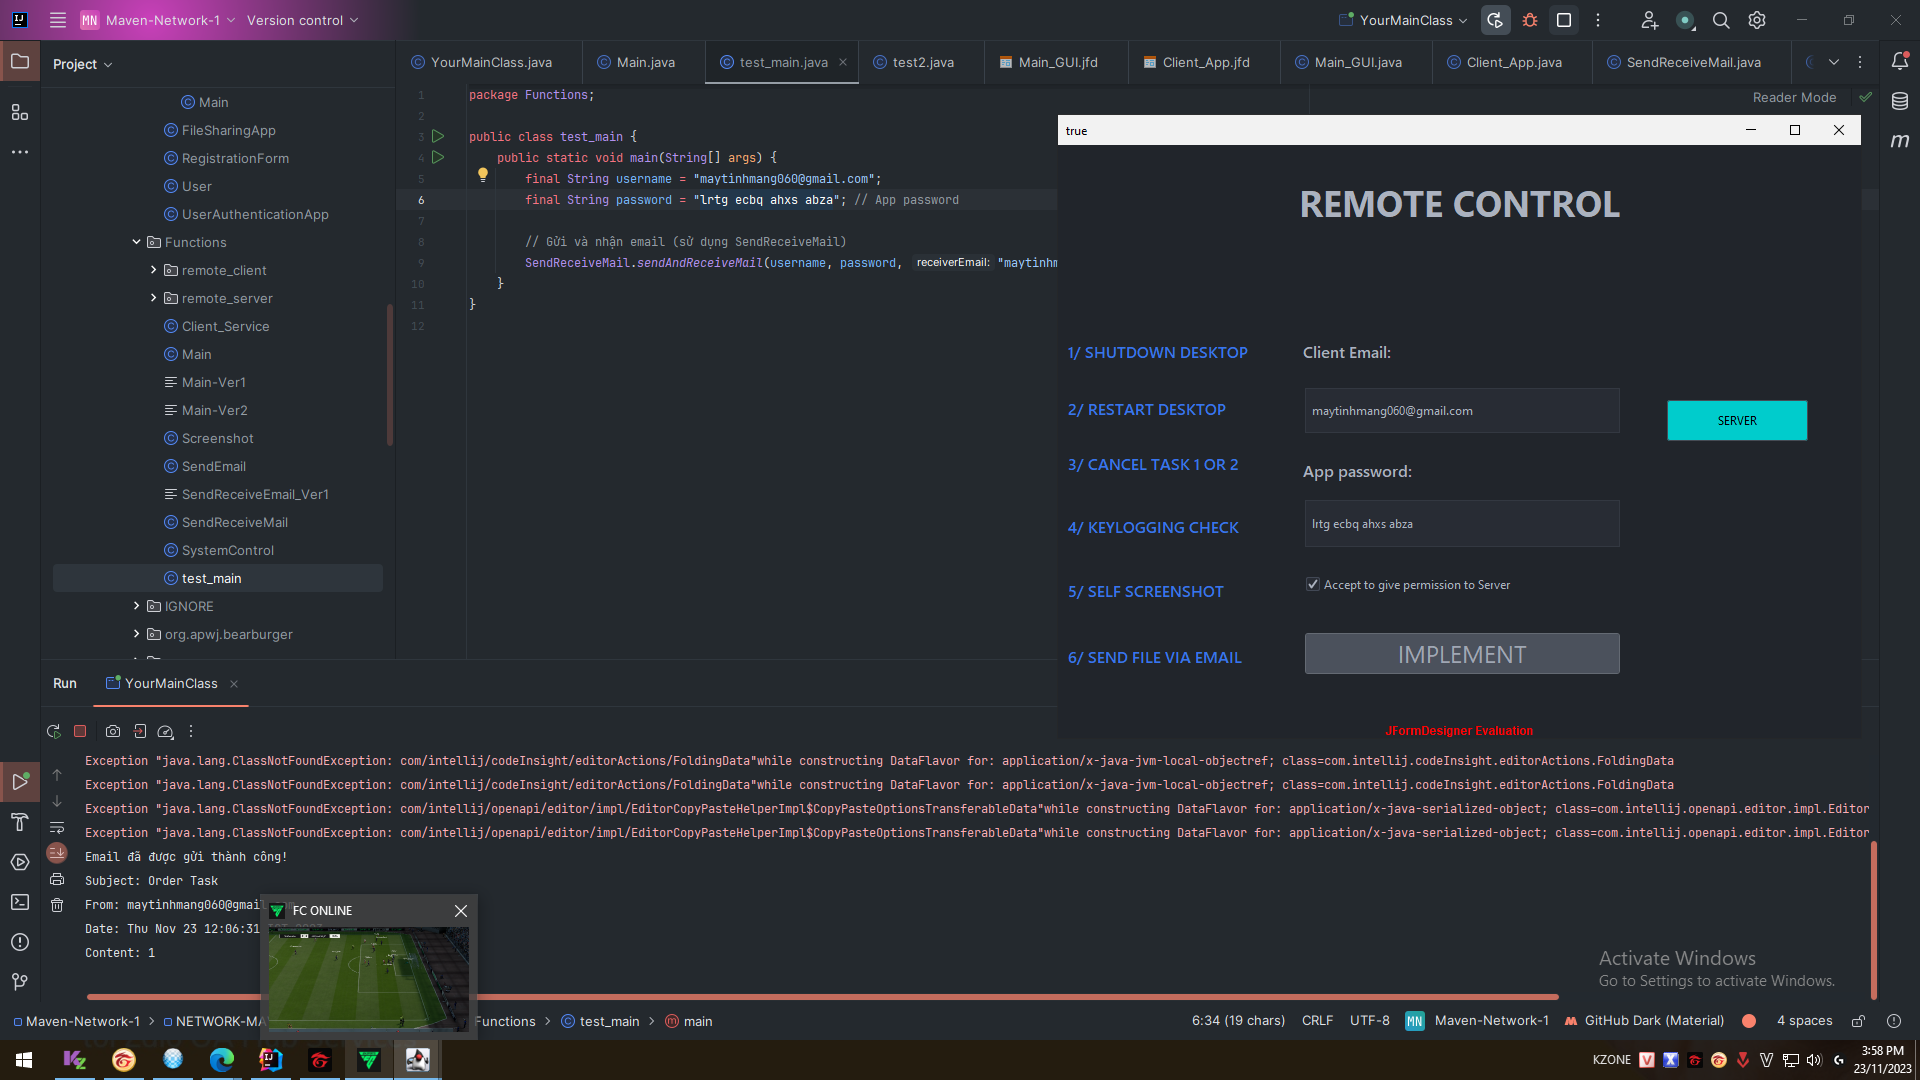 MN Maven-Network-1 Version control
YourMainClass
Project
YourMainClass.java Main.java test_main.java test2.java Main_GUI.jfd Client_App.jfd Main_GUI.java Client_App.java SendReceiveMail.java
Main
FileSharingApp
RegistrationForm
User
UserAuthenticationApp
Functions
remote_client
remote_server
Client_Service
Main
Main-Ver1
Main-Ver2
Screenshot
SendEmail
SendReceiveEmail_Ver1
SendReceiveMail
SystemControl
test_main
IGNORE
org.apwj.bearburger
Reader Mode
1 package Functions;
2
3 public class test_main {
4 public static void main(String[] args) {
5 final String username = "maytinhmang060@gmail.com";
6 final String password = "lrtg ecbq ahxs abza"; // App password
7
8 // Gửi và nhận email (sử dụng SendReceiveMail)
9 SendReceiveMail.sendAndReceiveMail(username, password, receiverEmail: "maytinhm
10 }
11 }
12
true
REMOTE CONTROL
1/ SHUTDOWN DESKTOP
2/ RESTART DESKTOP
3/ CANCEL TASK 1 OR 2
4/ KEYLOGGING CHECK
5/ SELF SCREENSHOT
6/ SEND FILE VIA EMAIL
Client Email:
maytinhmang060@gmail.com
App password:
lrtg ecbq ahxs abza
Accept to give permission to Server
IMPLEMENT
SERVER
JFormDesigner Evaluation
Run YourMainClass
Exception "java.lang.ClassNotFoundException: com/intellij/codeInsight/editorActions/FoldingData"while constructing DataFlavor for: application/x-java-jvm-local-objectref; class=com.intellij.codeInsight.editorActions.FoldingData
Exception "java.lang.ClassNotFoundException: com/intellij/codeInsight/editorActions/FoldingData"while constructing DataFlavor for: application/x-java-jvm-local-objectref; class=com.intellij.codeInsight.editorActions.FoldingData
Exception "java.lang.ClassNotFoundException: com/intellij/openapi/editor/impl/EditorCopyPasteHelperImpl$CopyPasteOptionsTransferableData"while constructing DataFlavor for: application/x-java-serialized-object; class=com.intellij.openapi.editor.impl.Editor
Exception "java.lang.ClassNotFoundException: com/intellij/openapi/editor/impl/EditorCopyPasteHelperImpl$CopyPasteOptionsTransferableData"while constructing DataFlavor for: application/x-java-serialized-object; class=com.intellij.openapi.editor.impl.Editor
Email đã được gửi thành công!
Subject: Order Task
From: maytinhmang060@gmail
Date: Thu Nov 23 12:06:31
Content: 1
FC ONLINE
Activate Windows
Go to Settings to activate Windows.
Maven-Network-1 NETWORK-MA Functions test_main main
6:34 (19 chars) CRLF UTF-8 MN Maven-Network-1 GitHub Dark (Material) 4 spaces
KZONE
3:58 PM
23/11/2023